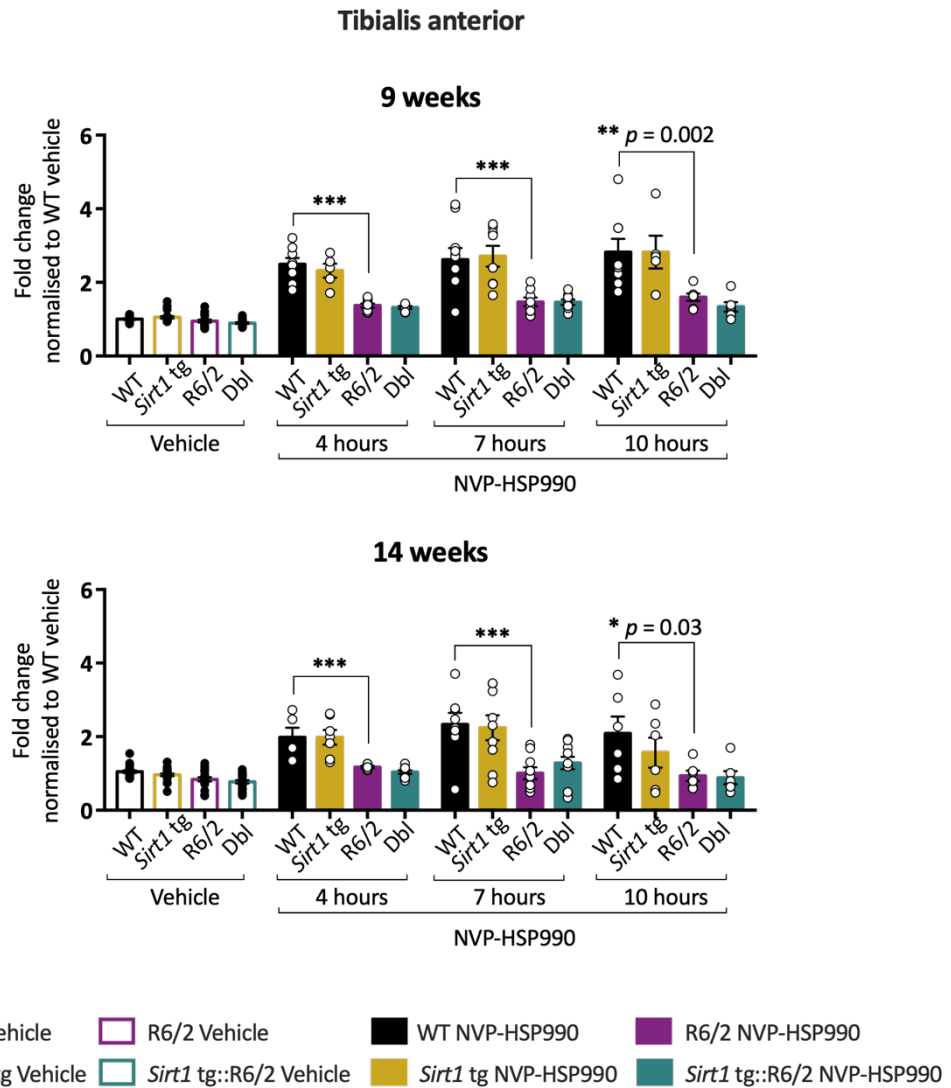 Tibialis anterior
9 weeks
Fold change
normalised to WT vehicle
6
4
2
0
*** 
***
** p = 0.002
WT Sirt1 tg R6/2 Dbl WT Sirt1 tg R6/2 Dbl WT Sirt1 tg R6/2 Dbl WT Sirt1 tg R6/2 Dbl
Vehicle 4 hours 7 hours 10 hours
NVP-HSP990
14 weeks
Fold change
normalised to WT vehicle
6
4
2
0
***
***
* p = 0.03
WT Sirt1 tg R6/2 Dbl WT Sirt1 tg R6/2 Dbl WT Sirt1 tg R6/2 Dbl WT Sirt1 tg R6/2 Dbl
Vehicle 4 hours 7 hours 10 hours
NVP-HSP990
ehicle R6/2 Vehicle WT NVP-HSP990 R6/2 NVP-HSP990
g Vehicle Sirt1 tg::R6/2 Vehicle Sirt1 tg NVP-HSP990 Sirt1 tg::R6/2 NVP-HSP990